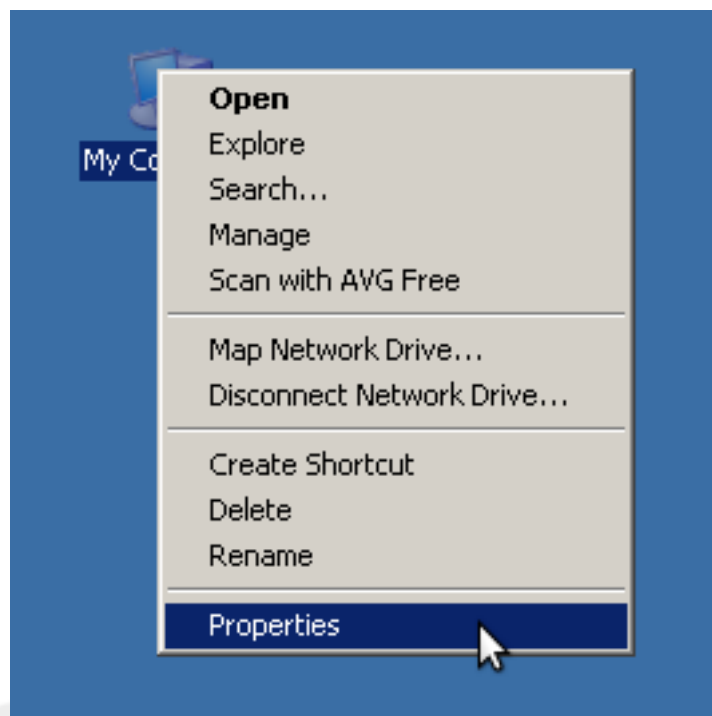 My Co
Open
Explore
Search...
Manage
Scan with AVG Free
Map Network Drive...
Disconnect Network Drive...
Create Shortcut
Delete
Rename
Properties